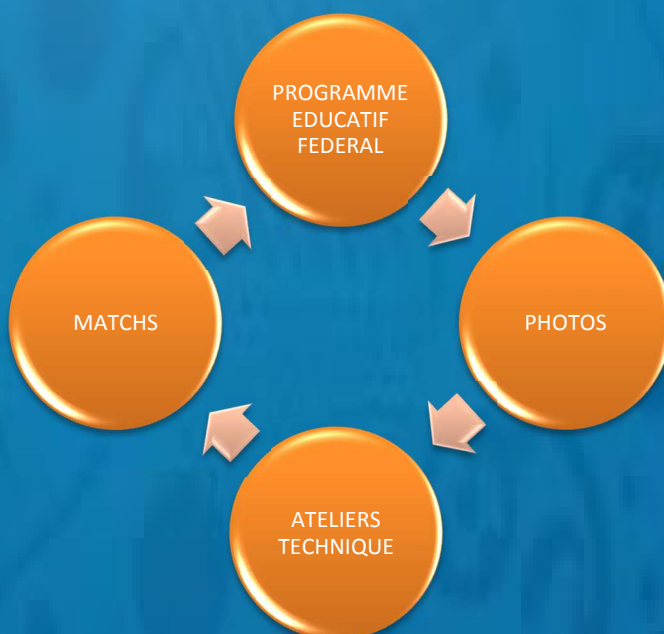 PROGRAMME
EDUCATIF
FEDERAL
MATCHS
PHOTOS
ATELIERS
TECHNIQUE